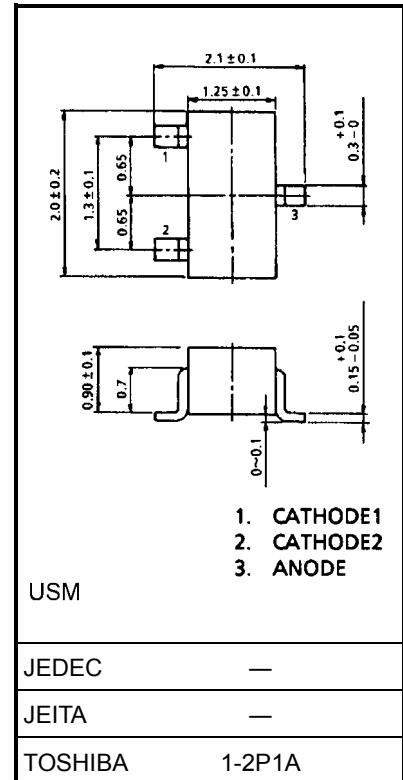 2.1±0.1
1.25±0.1
+0.1
0.3-0
2.0±0.2
1.3±0.1
0.65
0.65
1
2
3
0.90±0.1
0.7
+0.1
0.15-0.05
0~0.1
1. CATHODE1
2. CATHODE2
3. ANODE
USM
JEDEC —
JEITA —
TOSHIBA 1-2P1A